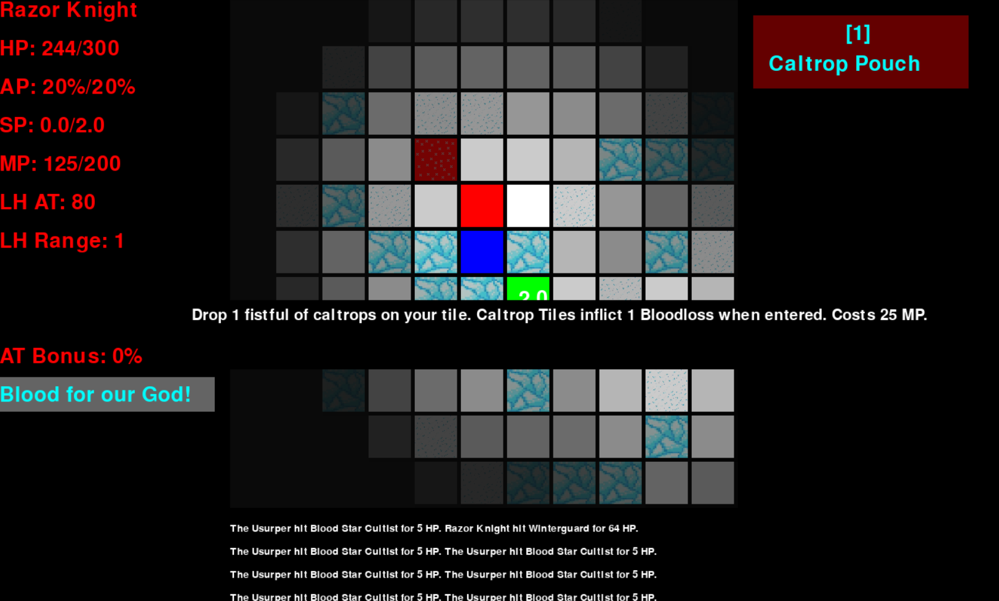 Razor Knight
HP: 244/300
AP: 20%/20%
SP: 0.0/2.0
MP: 125/200
LH AT: 80
LH Range: 1
[1]
Caltrop Pouch
2.0
Drop 1 fistful of caltrops on your tile. Caltrop Tiles inflict 1 Bloodloss when entered. Costs 25 MP.
AT Bonus: 0%
Blood for our God!
The Usurper hit Blood Star Cultist for 5 HP. Razor Knight hit Winterguard for 64 HP.
The Usurper hit Blood Star Cultist for 5 HP. The Usurper hit Blood Star Cultist for 5 HP.
The Usurper hit Blood Star Cultist for 5 HP. The Usurper hit Blood Star Cultist for 5 HP.
The Usurper hit Blood Star Cultist for 5 HP. The Usurper hit Blood Star Cultist for 5 HP.